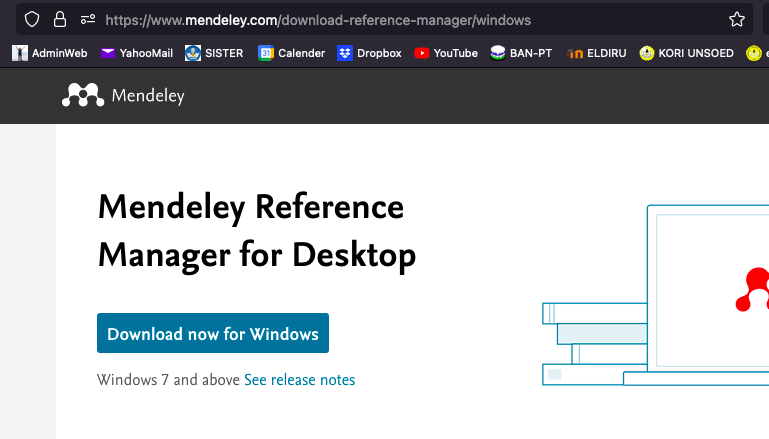 https://www.mendeley.com/download-reference-manager/windows
AdminWeb YahooMail SISTER Calender Dropbox YouTube BAN-PT ELDIRU KORI UNSOED
Mendeley
Mendeley Reference
Manager for Desktop
Download now for Windows
Windows 7 and above See release notes